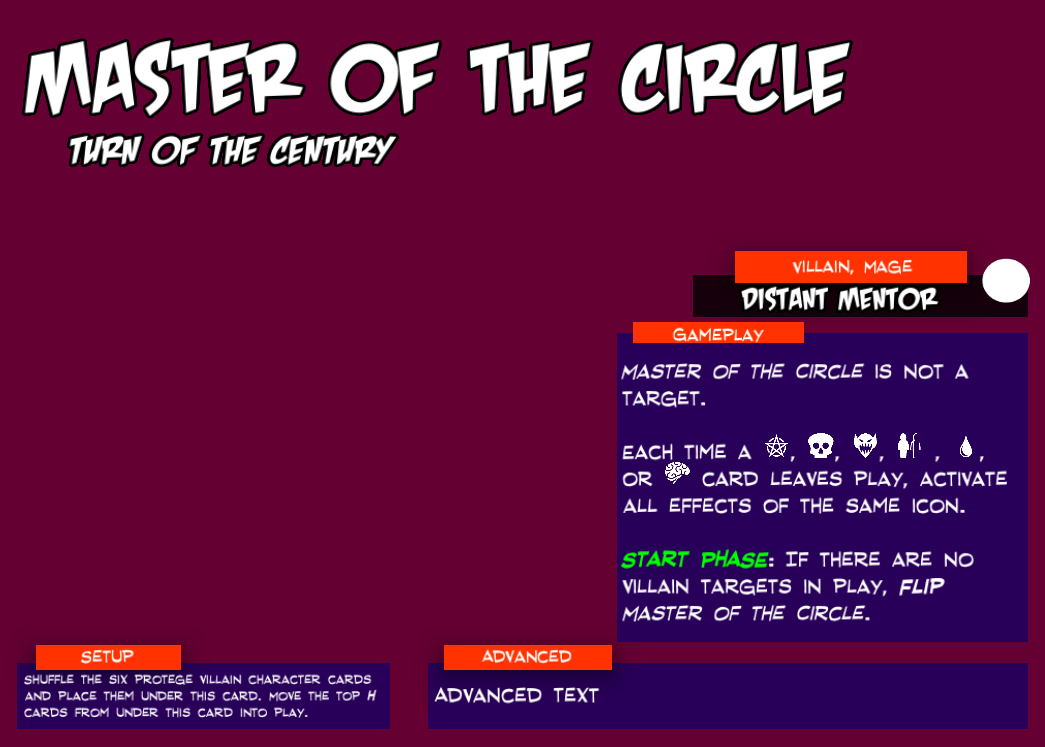 MASTER OF THE CIRCLE
TURN OF THE CENTURY
VILLAIN, MAGE
DISTANT MENTOR
GAMEPLAY
MASTER OF THE CIRCLE IS NOT A
TARGET.
EACH TIME A , , , , ,
OR CARD LEAVES PLAY, ACTIVATE
ALL EFFECTS OF THE SAME ICON.
START PHASE: IF THERE ARE NO
VILLAIN TARGETS IN PLAY, FLIP
MASTER OF THE CIRCLE.
SETUP
SHUFFLE THE SIX PROTEGE VILLAIN CHARACTER CARDS
AND PLACE THEM UNDER THIS CARD. MOVE THE TOP H
CARDS FROM UNDER THIS CARD INTO PLAY.
ADVANCED
ADVANCED TEXT